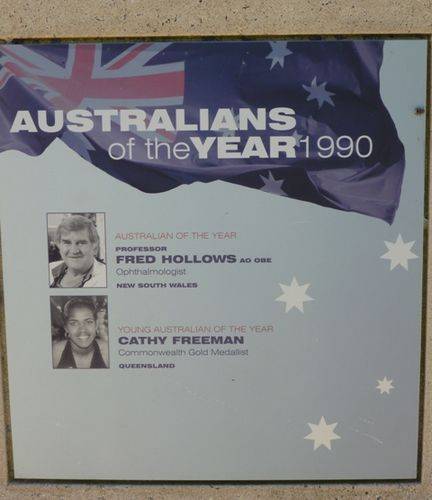 AUSTRALIANS
of the YEAR 1990
AUSTRALIAN OF THE YEAR
PROFESSOR
FRED HOLLOWS AO OBE
Ophthalmologist
NEW SOUTH WALES
YOUNG AUSTRALIAN OF THE YEAR
CATHY FREEMAN
Commonwealth Gold Medallist
QUEENSLAND